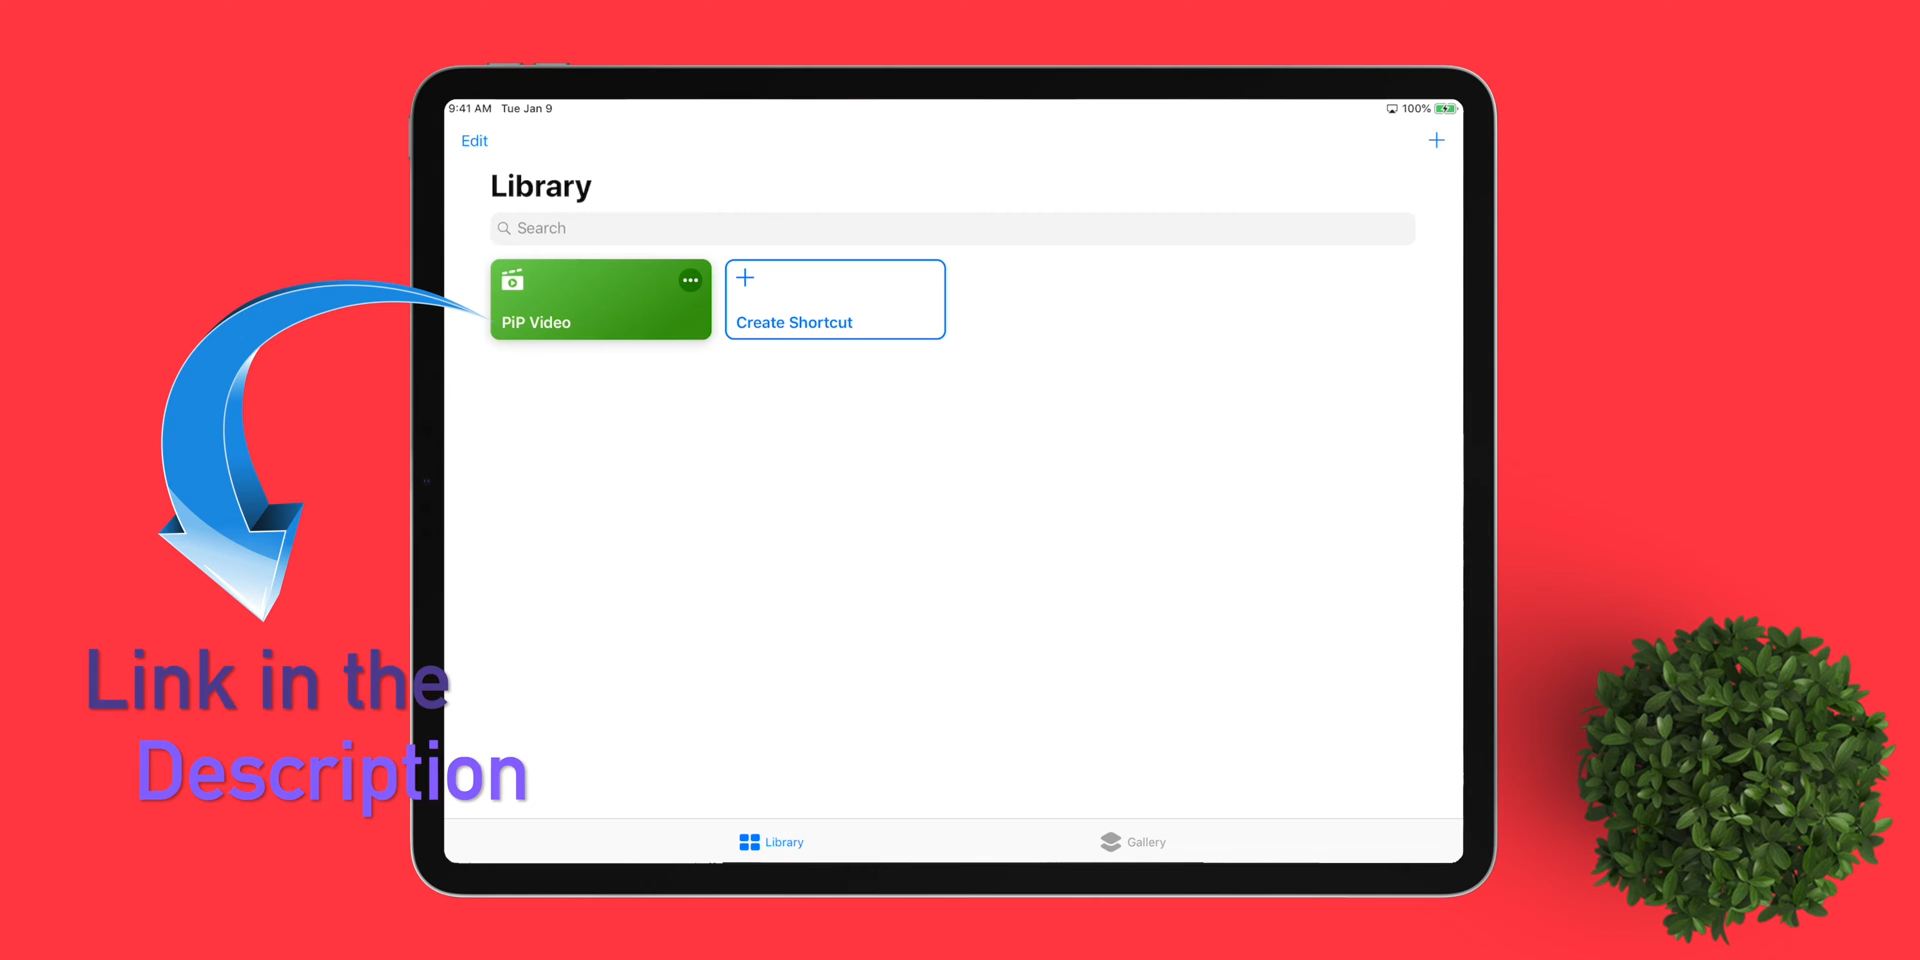 9:41 AM Tue Jan 9
100%
Edit
Library
Search
PiP Video
Create Shortcut
Link in the
Description
Library
Gallery